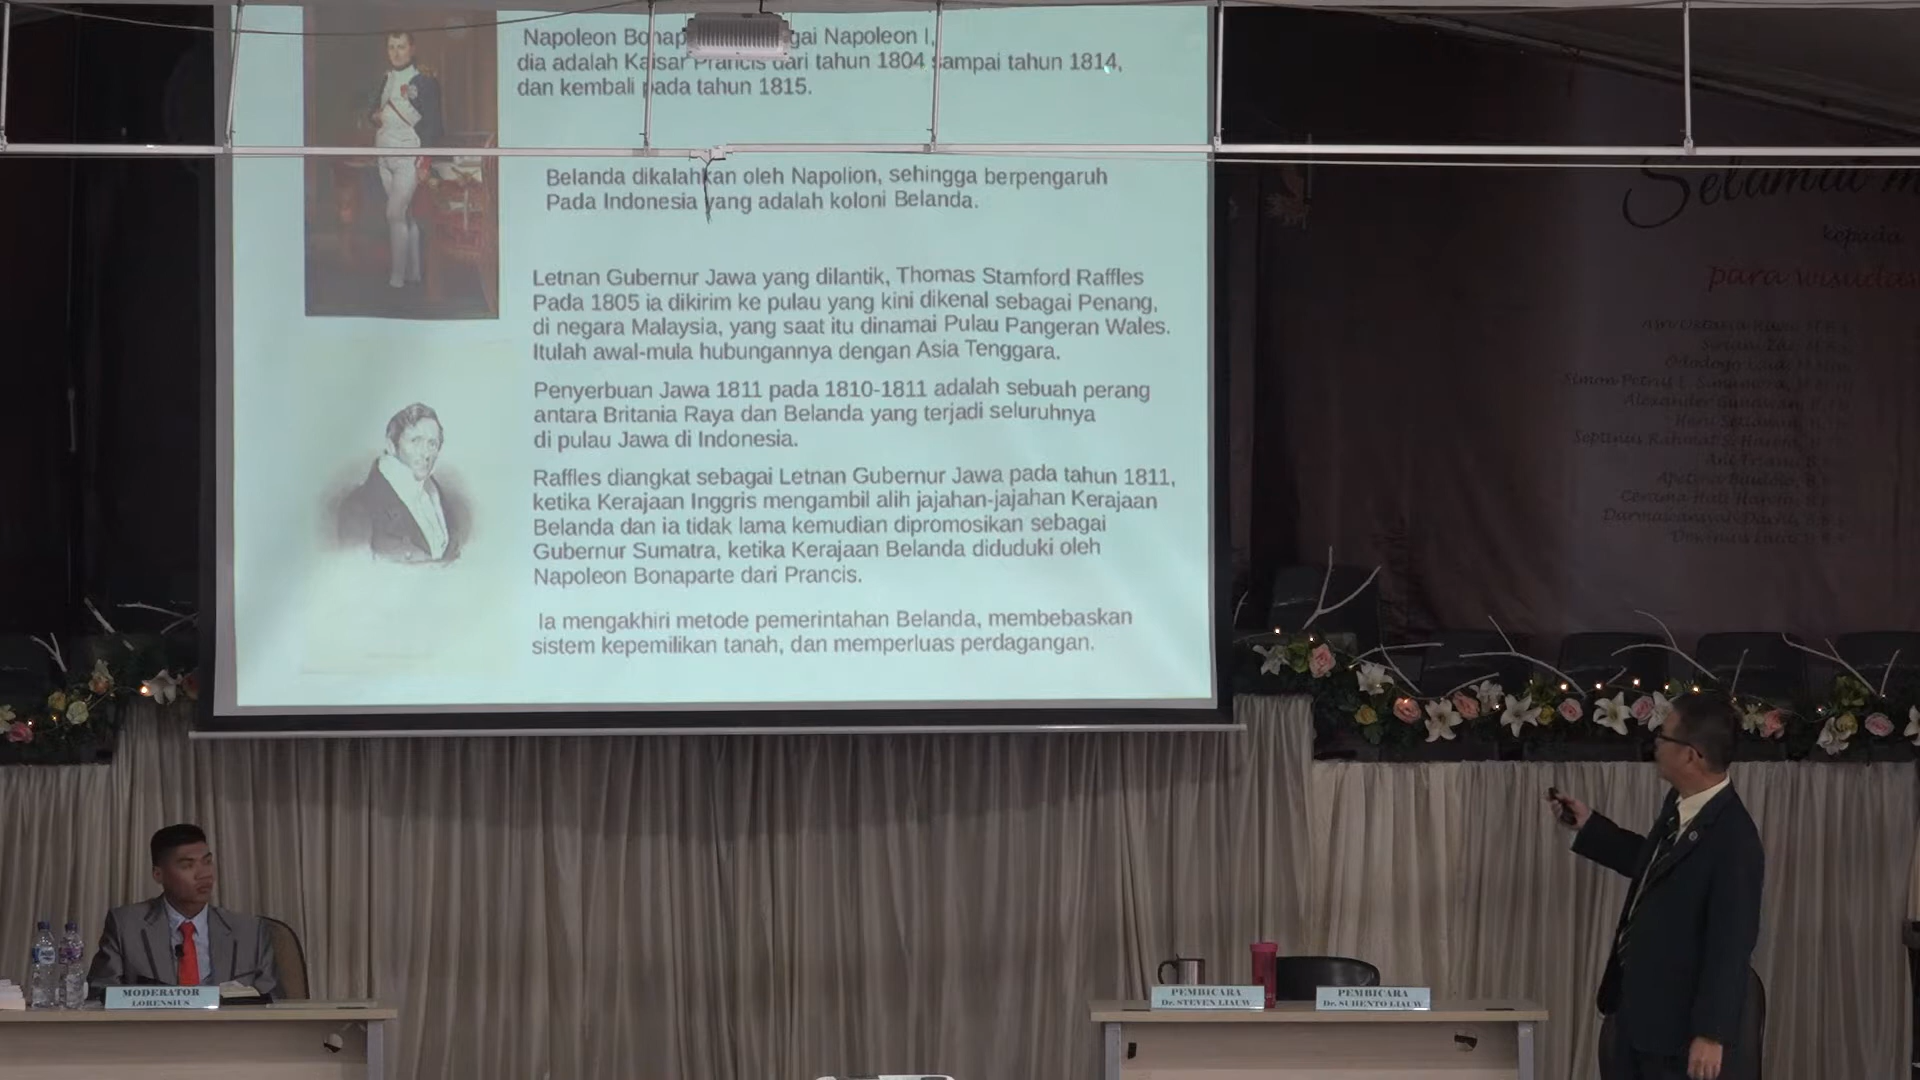 Napoleon Bonap gai Napoleon I,
dia adalah Kaisar Prancis dari tahun 1804 sampai tahun 1814,
dan kembali pada tahun 1815.
Belanda dikalahkan oleh Napolion, sehingga berpengaruh
Pada Indonesia yang adalah koloni Belanda.
Letnan Gubernur Jawa yang dilantik, Thomas Stamford Raffles
Pada 1805 ia dikirim ke pulau yang kini dikenal sebagai Penang,
di negara Malaysia, yang saat itu dinamai Pulau Pangeran Wales.
Itulah awal-mula hubungannya dengan Asia Tenggara.
Penyerbuan Jawa 1811 pada 1810-1811 adalah sebuah perang
antara Britania Raya dan Belanda yang terjadi seluruhnya
di pulau Jawa di Indonesia.
Raffles diangkat sebagai Letnan Gubernur Jawa pada tahun 1811,
ketika Kerajaan Inggris mengambil alih jajahan-jajahan Kerajaan
Belanda dan ia tidak lama kemudian dipromosikan sebagai
Gubernur Sumatra, ketika Kerajaan Belanda diduduki oleh
Napoleon Bonaparte dari Prancis.
Ia mengakhiri metode pemerintahan Belanda, membebaskan
sistem kepemilikan tanah, dan memperluas perdagangan.
Selamat
kepada
para wisuda
MODERATOR
LORENSIUS
PEMBICARA
Dr. STEVEN LIAUW
PEMBICARA
Dr. SUHENTO LIAUW